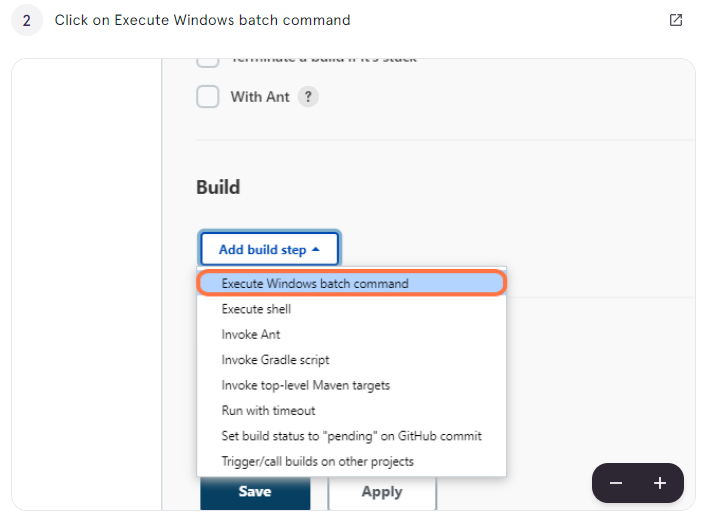 2 Click on Execute Windows batch command
Terminate a build if it's stuck
With Ant ?
Build
Add build step
Execute Windows batch command
Execute shell
Invoke Ant
Invoke Gradle script
Invoke top-level Maven targets
Run with timeout
Set build status to "pending" on GitHub commit
Trigger/call builds on other projects
Save Apply